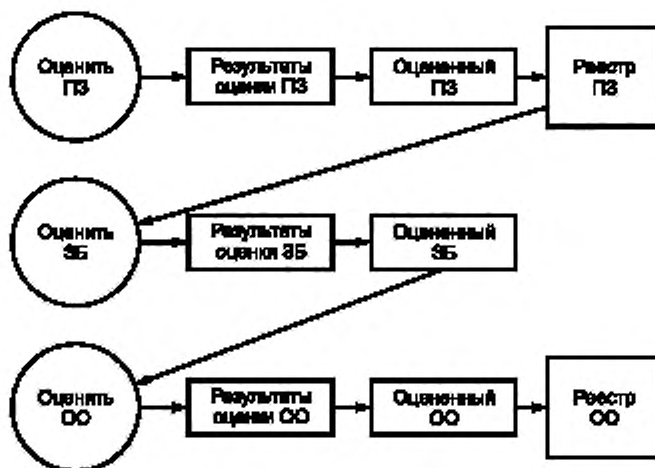 Оценить
ПЗ
Результаты
оценки ПЗ
Оцененный
ПЗ
Реестр
ПЗ
Оценить
ЗБ
Результаты
оценки ЗБ
Оцененный
ЗБ
Оценить
ОО
Результаты
оценки ОО
Оцененный
ОО
Реестр
ОО